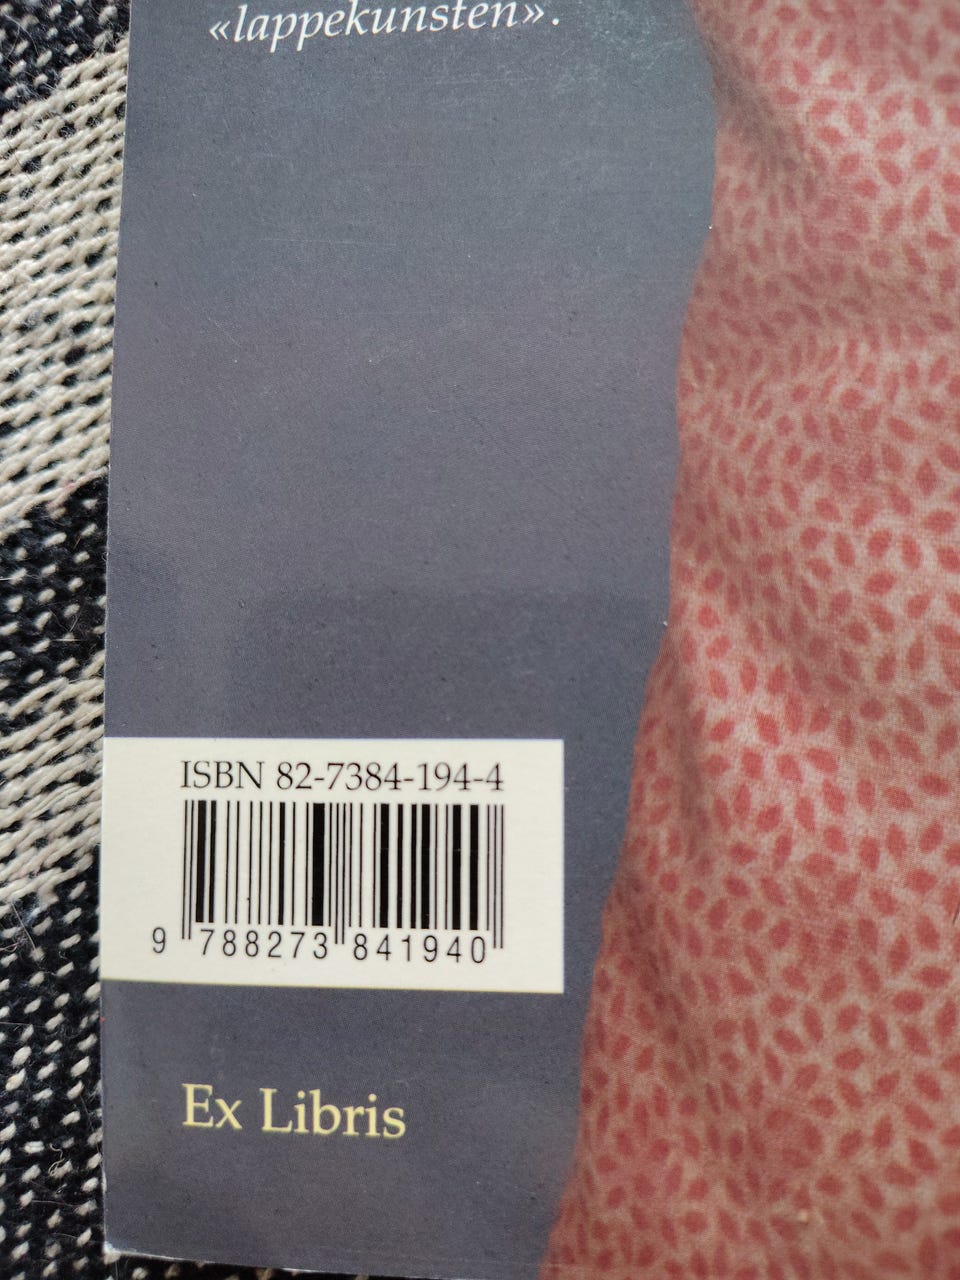 «lappekunsten».
ISBN 82-7384-194-4
9 788273 841940
Ex Libris